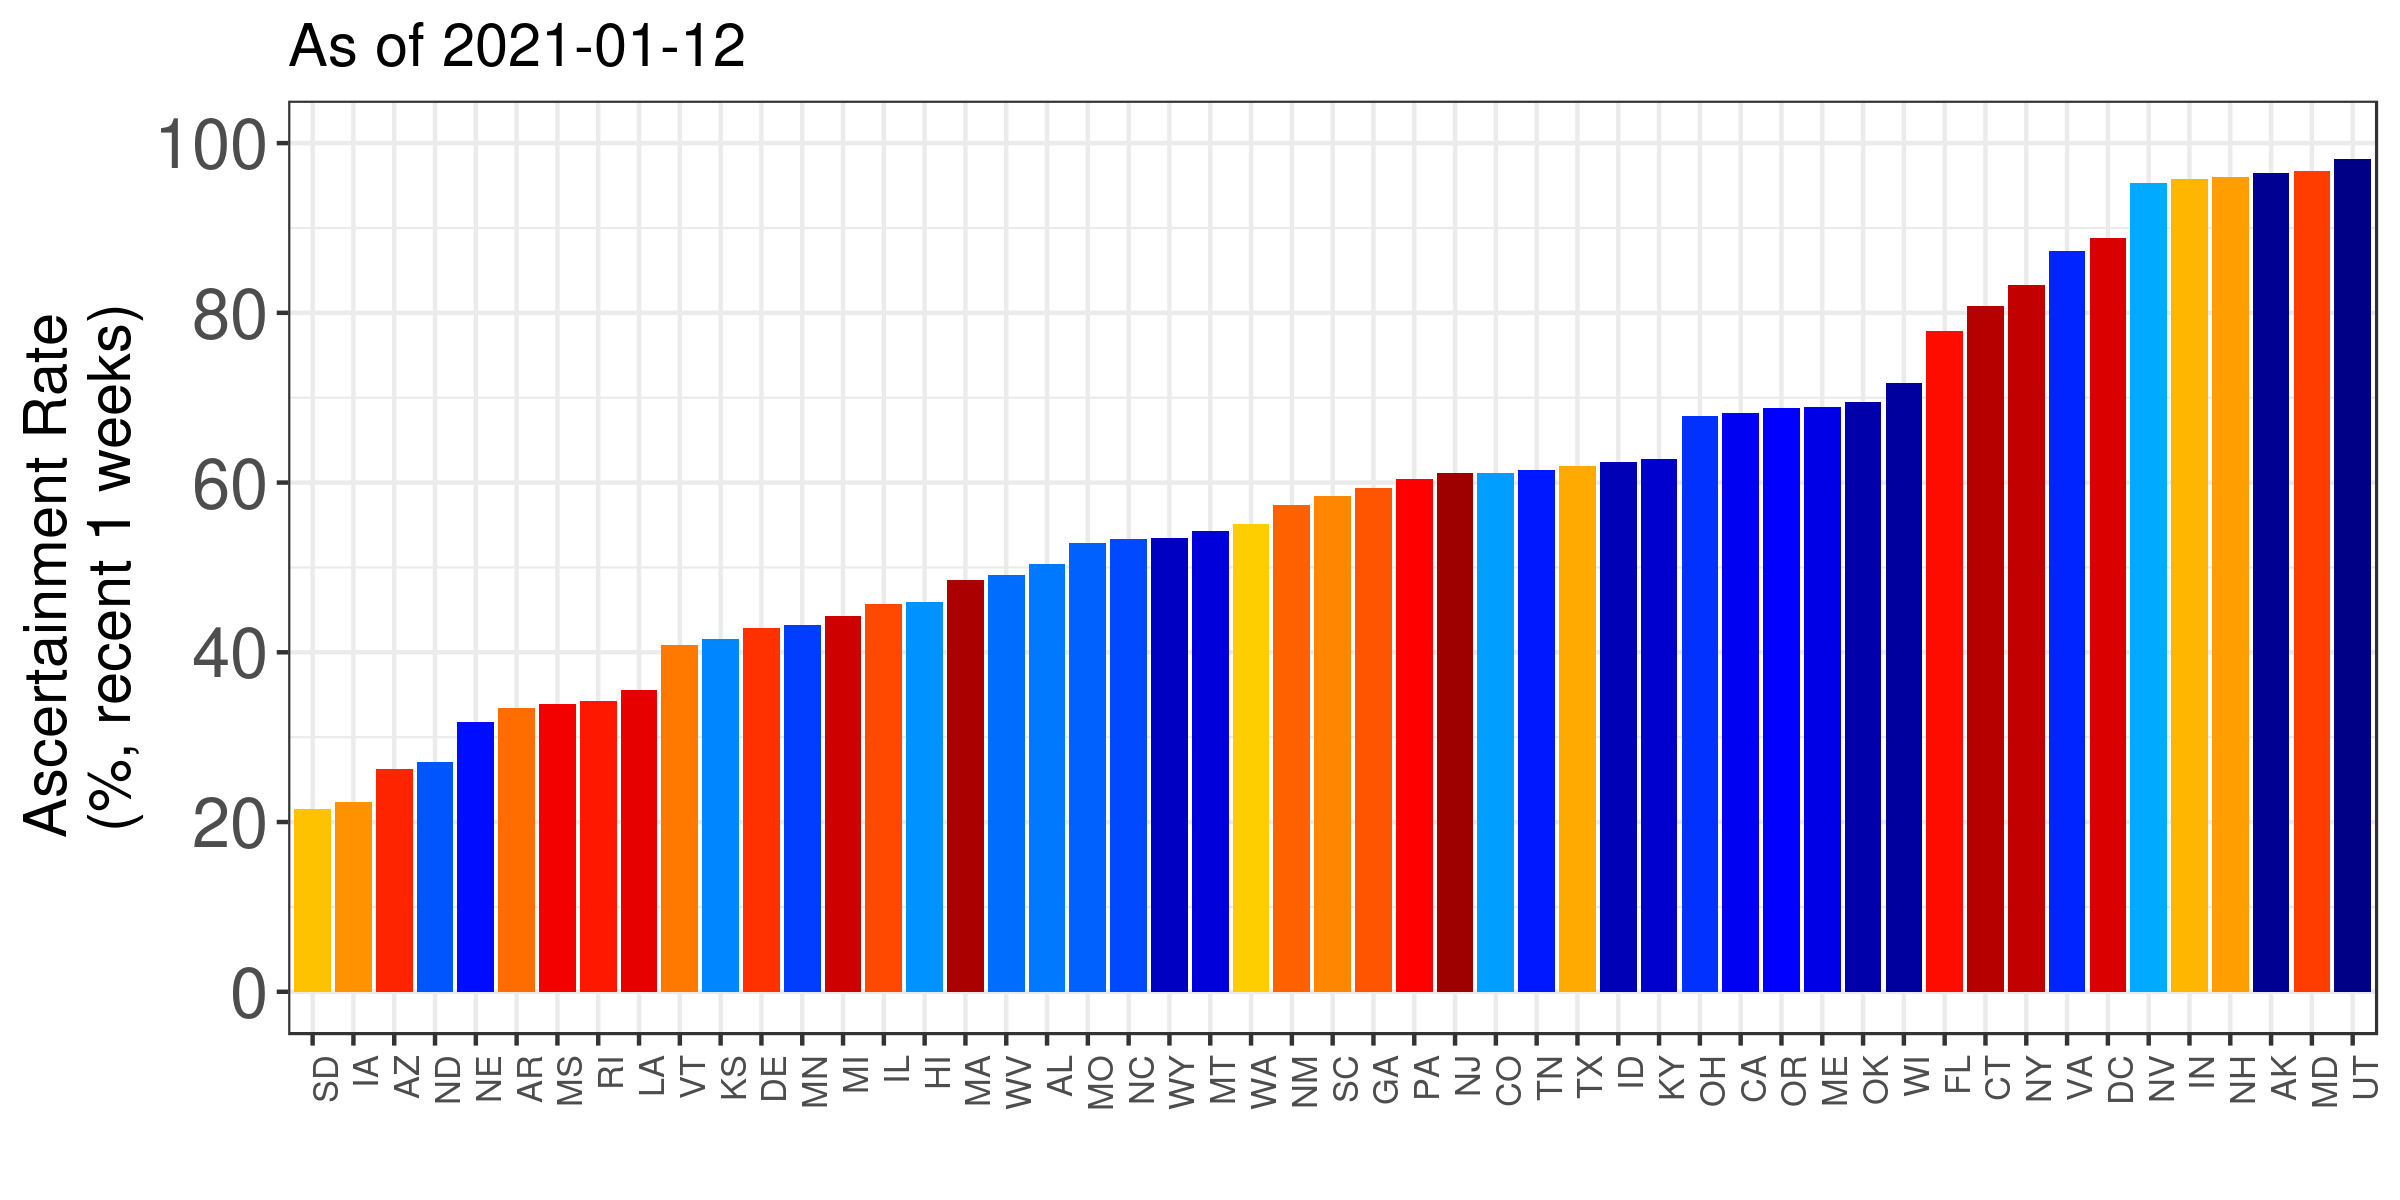 As of 2021-01-12
Ascertainment Rate
(%, recent 1 weeks)
100
80
60
40
20
0
SD IA AZ ND NE AR MS RI LA VT KS DE MN MI IL HI MA WV AL MO NC WY MT WA NM SC GA PA NJ CO TN TX ID KY OH CA OR ME OK WI FL CT NY VA DC NV IN NH AK MD UT